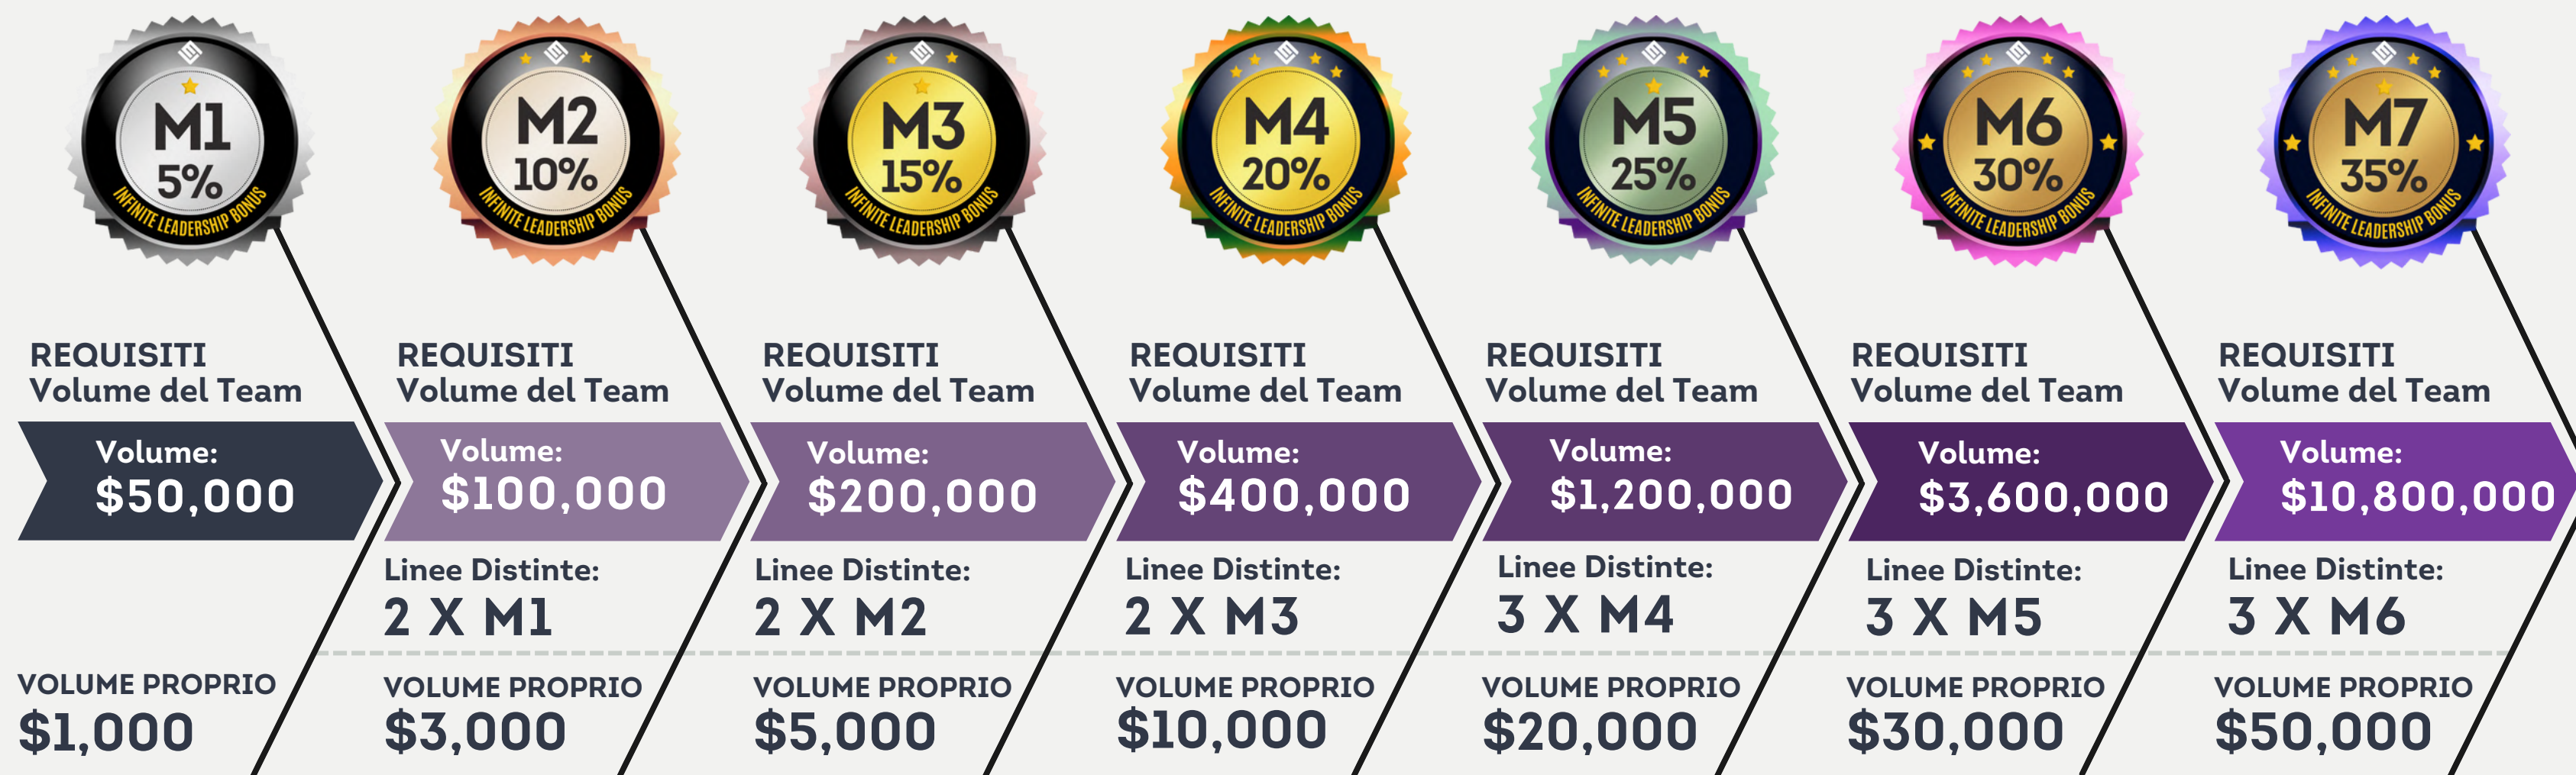 M1
5%
INFINITE LEADERSHIP BONUS
REQUISITI
Volume del Team
Volume:
$50,000
VOLUME PROPRIO
$1,000
M2
10%
INFINITE LEADERSHIP BONUS
REQUISITI
Volume del Team
Volume:
$100,000
Linee Distinte:
2 X M1
VOLUME PROPRIO
$3,000
M3
15%
INFINITE LEADERSHIP BONUS
REQUISITI
Volume del Team
Volume:
$200,000
Linee Distinte:
2 X M2
VOLUME PROPRIO
$5,000
M4
20%
INFINITE LEADERSHIP BONUS
REQUISITI
Volume del Team
Volume:
$400,000
Linee Distinte:
2 X M3
VOLUME PROPRIO
$10,000
M5
25%
INFINITE LEADERSHIP BONUS
REQUISITI
Volume del Team
Volume:
$1,200,000
Linee Distinte:
3 X M4
VOLUME PROPRIO
$20,000
M6
30%
INFINITE LEADERSHIP BONUS
REQUISITI
Volume del Team
Volume:
$3,600,000
Linee Distinte:
3 X M5
VOLUME PROPRIO
$30,000
M7
35%
INFINITE LEADERSHIP BONUS
REQUISITI
Volume del Team
Volume:
$10,800,000
Linee Distinte:
3 X M6
VOLUME PROPRIO
$50,000